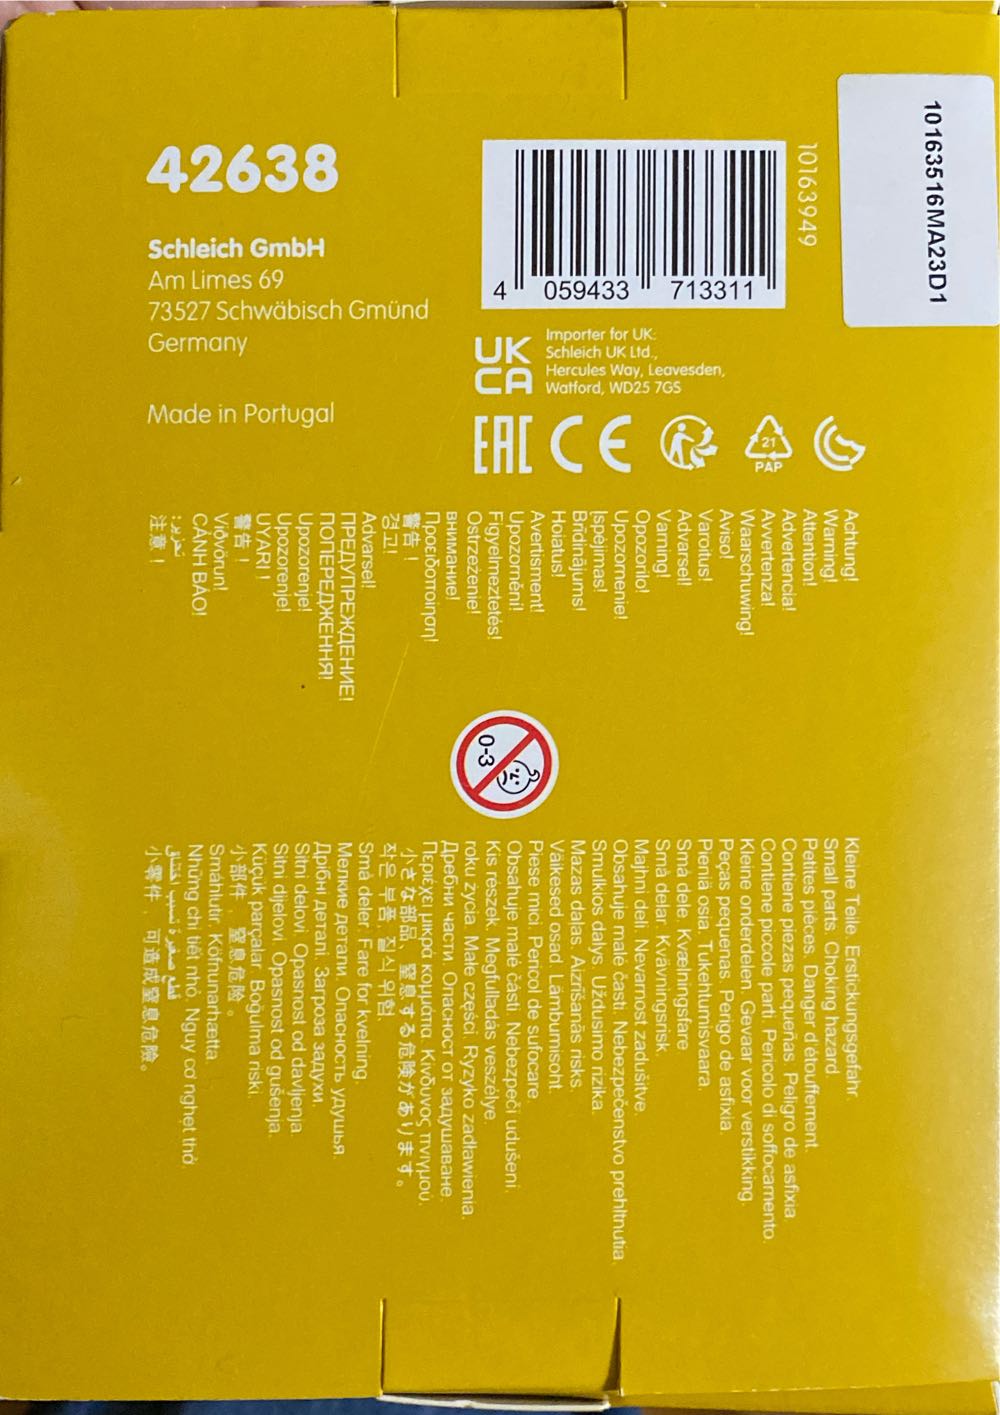 42638
Schleich GmbH
Am Limes 69
73527 Schwäbisch Gmünd
Germany
Made in Portugal
4 059433 713311
10163949
10163516MA23D1
UK
CA
Importer for UK:
Schleich UK Ltd.,
Hercules Way, Leavesden,
Watford, WD25 7GS
EAC
CE
21
PAP
Achtung!
Warning!
Attention!
Advertencia!
Avvertenza!
Waarschuwing!
Aviso!
Varoitus!
Advarsel!
Varning!
Opozorilo!
Upozornenie!
Įspėjimas!
Brīdinājums!
Hoiatus!
Avertisment!
Upozornění!
Figyelmeztetés!
Ostrzeżenie!
внимание!
Προειδοποίηση!
警告！
경고!
Advarsel!
ПРЕДУПРЕЖДЕНИЕ!
ПОПЕРЕДЖЕННЯ!
Upozorenje!
Upozorenje!
UYARI!
警告！
Viðvörun!
CẢNH BÁO!
تحذير:
注意！
0-3
Kleine Teile. Erstickungsgefahr.
Small parts. Choking hazard.
Petites pièces. Danger d'étouffement.
Contiene piezas pequeñas. Peligro de asfixia
Contiene piccole parti. Pericolo di soffocamento.
Kleine onderdelen. Gevaar voor verstikking.
Peças pequenas. Perigo de asfixia.
Pieniä osia. Tukehtumisvaara.
Små dele. Kvælningsfare
Små delar. Kvävningsrisk.
Majhni deli. Nevarnost zadušitve.
Obsahuje malé časti. Nebezpečenstvo prehltnutia.
Smulkios dalys. Uždusimo rizika.
Mazas daļas. Aizrīšanās risks.
Väikesed osad. Lämbumisoht.
Piese mici. Pericol de sufocare.
Obsahuje malé části. Nebezpečí udušení.
Kis részek. Megfulladás veszélye.
roku życia. Małe części. Ryzyko zadławienia.
Дребни части. Опасност от задушаване.
Περιέχει μικρά κομμάτια. Κίνδυνος πνιγμού.
小さな部品。窒息する危険があります。
작은 부품. 질식 위험.
Små deler. Fare for kvelning.
Мелкие детали. Опасность удушья.
Дрібні деталі. Загроза задухи.
Sitni delovi. Opasnost od davljenja.
Sitni dijelovi. Opasnost od gušenja.
Küçük parçalar. Boğulma riski.
小部件，窒息危险。
Smáhlutir. Köfnunarhætta.
Những chi tiết nhỏ. Nguy cơ nghẹt thở.
قطع صغيرة تسبب اختناق
小零件，可造成窒息危險。